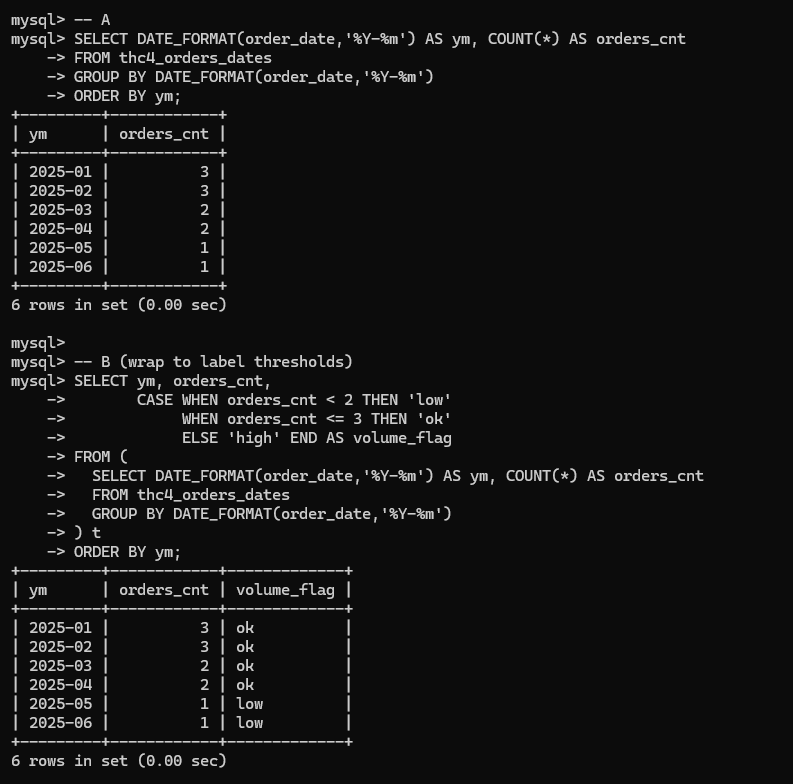 mysql> -- A
mysql> SELECT DATE_FORMAT(order_date,'%Y-%m') AS ym, COUNT(*) AS orders_cnt
    -> FROM thc4_orders_dates
    -> GROUP BY DATE_FORMAT(order_date,'%Y-%m')
    -> ORDER BY ym;
+---------+------------+
| ym      | orders_cnt |
+---------+------------+
| 2025-01 |          3 |
| 2025-02 |          3 |
| 2025-03 |          2 |
| 2025-04 |          2 |
| 2025-05 |          1 |
| 2025-06 |          1 |
+---------+------------+
6 rows in set (0.00 sec)

mysql>
mysql> -- B (wrap to label thresholds)
mysql> SELECT ym, orders_cnt,
    ->        CASE WHEN orders_cnt < 2 THEN 'low'
    ->             WHEN orders_cnt <= 3 THEN 'ok'
    ->             ELSE 'high' END AS volume_flag
    -> FROM (
    ->   SELECT DATE_FORMAT(order_date,'%Y-%m') AS ym, COUNT(*) AS orders_cnt
    ->   FROM thc4_orders_dates
    ->   GROUP BY DATE_FORMAT(order_date,'%Y-%m')
    -> ) t
    -> ORDER BY ym;
+---------+------------+-------------+
| ym      | orders_cnt | volume_flag |
+---------+------------+-------------+
| 2025-01 |          3 | ok          |
| 2025-02 |          3 | ok          |
| 2025-03 |          2 | ok          |
| 2025-04 |          2 | ok          |
| 2025-05 |          1 | low         |
| 2025-06 |          1 | low         |
+---------+------------+-------------+
6 rows in set (0.00 sec)